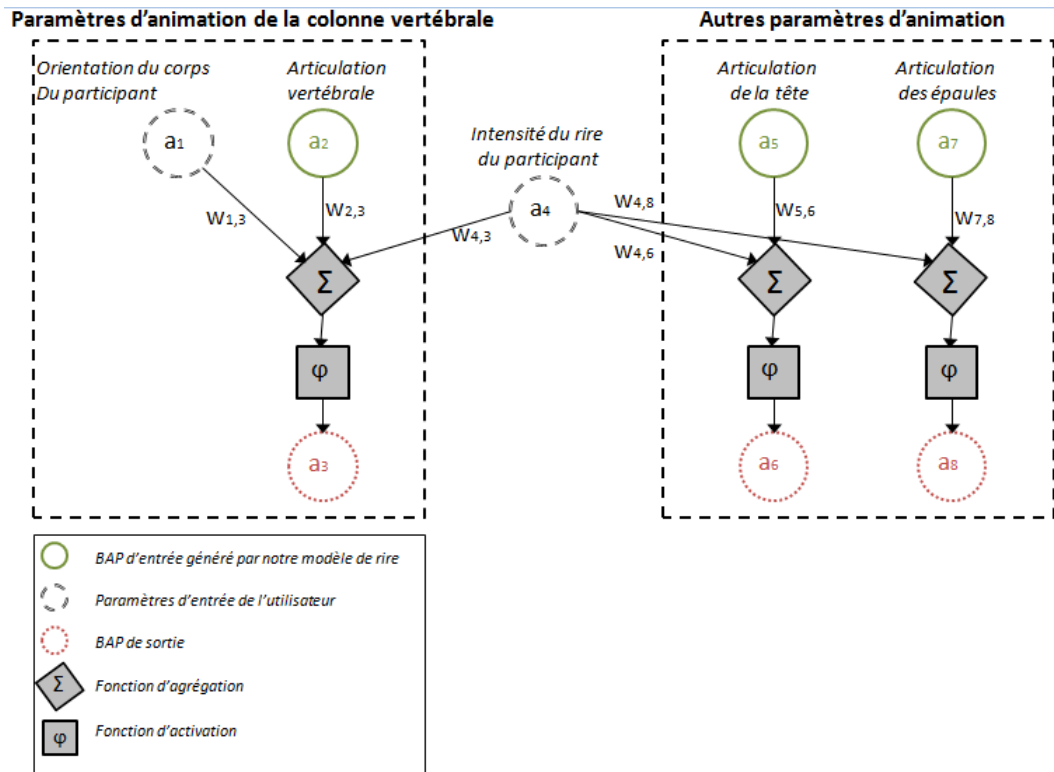 Paramètres d'animation de la colonne vertébrale
Autres paramètres d'animation
Orientation du corps
Du participant
Articulation
vertébrale
Intensité du rire
du participant
Articulation
de la tête
Articulation
des épaules
a1
a2
a4
a5
a7
W1,3
W2,3
W4,3
W4,8
W4,6
W5,6
W7,8
Σ
Σ
Σ
φ
φ
φ
a3
a6
a8
BAP d'entrée généré par notre modèle de rire
Paramètres d'entrée de l'utilisateur
BAP de sortie
Σ
Fonction d'agrégation
φ
Fonction d'activation